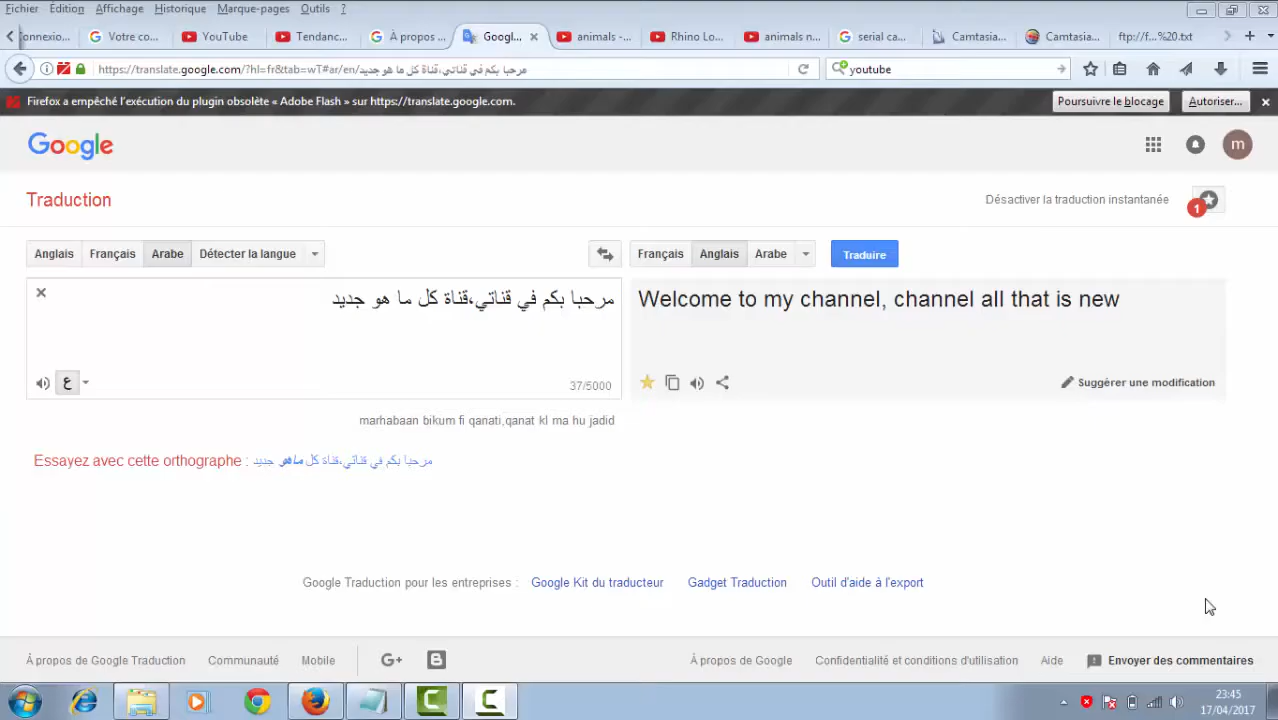 Fichier Édition Affichage Historique Marque-pages Outils ?
onnexio... Votre co... YouTube Tendanc... À propos ... Googl... animals -... Rhino Lo... animals n... serial ca... Camtasia... Camtasia... ftp://f...%20.txt
https://translate.google.com/?hl=fr&tab=wT#ar/en/مرحبا بكم في قناتي،قناة كل ما هو جديد
youtube
Firefox a empêché l'exécution du plugin obsolète « Adobe Flash » sur https://translate.google.com.
Poursuivre le blocage Autoriser...
Google
m
Traduction
Désactiver la traduction instantanée
1
Anglais Français Arabe Détecter la langue
Français Anglais Arabe Traduire
مرحبا بكم في قناتي،قناة كل ما هو جديد
Welcome to my channel, channel all that is new
ع
37/5000
Suggérer une modification
marhabaan bikum fi qanati,qanat kl ma hu jadid
Essayez avec cette orthographe : مرحبا بكم في قناتي،قناة كل ماهو جديد
Google Traduction pour les entreprises : Google Kit du traducteur Gadget Traduction Outil d'aide à l'export
À propos de Google Traduction Communauté Mobile G+ À propos de Google Confidentialité et conditions d'utilisation Aide Envoyer des commentaires
23:45
17/04/2017